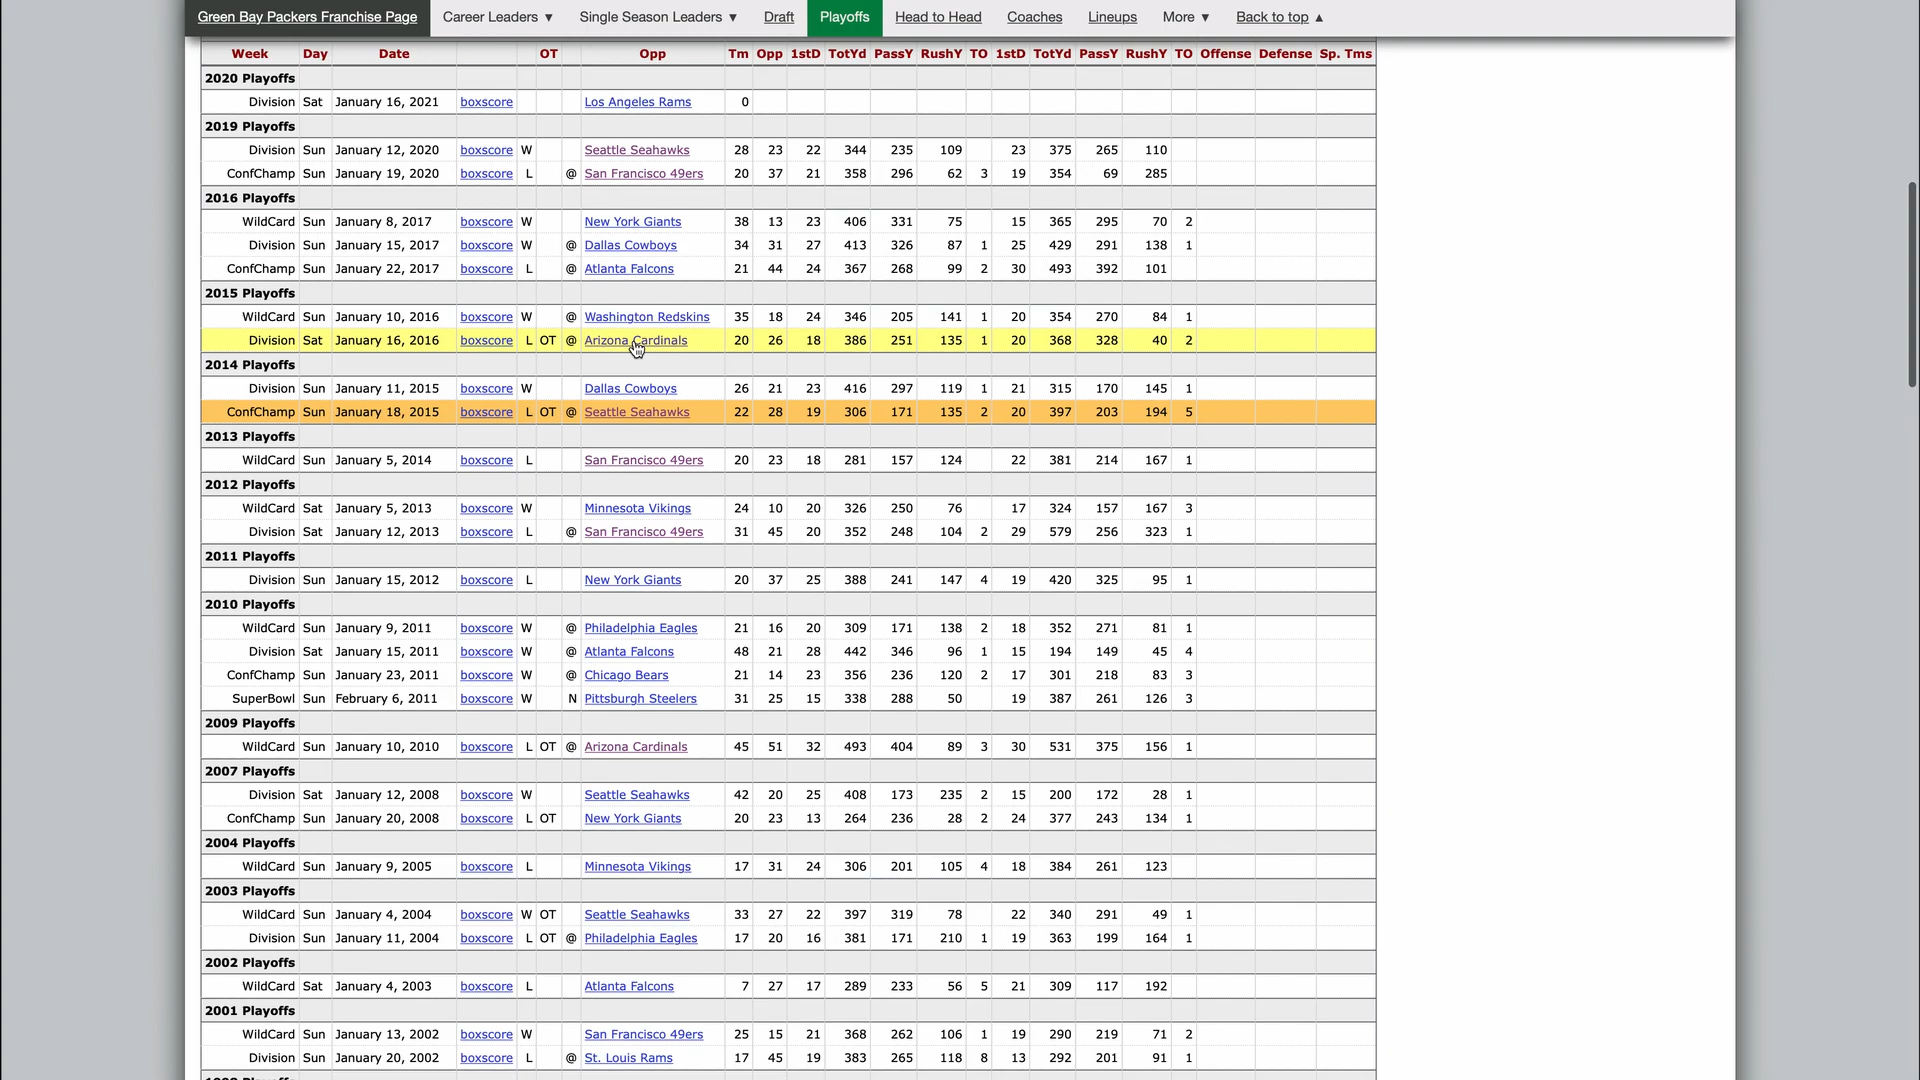 Green Bay Packers Franchise Page Career Leaders ▼ Single Season Leaders ▼ Draft Playoffs Head to Head Coaches Lineups More ▼ Back to top ▲
Week Day Date OT Opp Tm Opp 1stD TotYd PassY RushY TO 1stD TotYd PassY RushY TO Offense Defense Sp. Tms
2020 Playoffs
Division Sat January 16, 2021 boxscore Los Angeles Rams 0
2019 Playoffs
Division Sun January 12, 2020 boxscore W Seattle Seahawks 28 23 22 344 235 109 23 375 265 110
ConfChamp Sun January 19, 2020 boxscore L @ San Francisco 49ers 20 37 21 358 296 62 3 19 354 69 285
2016 Playoffs
WildCard Sun January 8, 2017 boxscore W New York Giants 38 13 23 406 331 75 15 365 295 70 2
Division Sun January 15, 2017 boxscore W @ Dallas Cowboys 34 31 27 413 326 87 1 25 429 291 138 1
ConfChamp Sun January 22, 2017 boxscore L @ Atlanta Falcons 21 44 24 367 268 99 2 30 493 392 101
2015 Playoffs
WildCard Sun January 10, 2016 boxscore W @ Washington Redskins 35 18 24 346 205 141 1 20 354 270 84 1
Division Sat January 16, 2016 boxscore L OT @ Arizona Cardinals 20 26 18 386 251 135 1 20 368 328 40 2
2014 Playoffs
Division Sun January 11, 2015 boxscore W Dallas Cowboys 26 21 23 416 297 119 1 21 315 170 145 1
ConfChamp Sun January 18, 2015 boxscore L OT @ Seattle Seahawks 22 28 19 306 171 135 2 20 397 203 194 5
2013 Playoffs
WildCard Sun January 5, 2014 boxscore L San Francisco 49ers 20 23 18 281 157 124 22 381 214 167 1
2012 Playoffs
WildCard Sat January 5, 2013 boxscore W Minnesota Vikings 24 10 20 326 250 76 17 324 157 167 3
Division Sat January 12, 2013 boxscore L @ San Francisco 49ers 31 45 20 352 248 104 2 29 579 256 323 1
2011 Playoffs
Division Sun January 15, 2012 boxscore L New York Giants 20 37 25 388 241 147 4 19 420 325 95 1
2010 Playoffs
WildCard Sun January 9, 2011 boxscore W @ Philadelphia Eagles 21 16 20 309 171 138 2 18 352 271 81 1
Division Sat January 15, 2011 boxscore W @ Atlanta Falcons 48 21 28 442 346 96 1 15 194 149 45 4
ConfChamp Sun January 23, 2011 boxscore W @ Chicago Bears 21 14 23 356 236 120 2 17 301 218 83 3
SuperBowl Sun February 6, 2011 boxscore W N Pittsburgh Steelers 31 25 15 338 288 50 19 387 261 126 3
2009 Playoffs
WildCard Sun January 10, 2010 boxscore L OT @ Arizona Cardinals 45 51 32 493 404 89 3 30 531 375 156 1
2007 Playoffs
Division Sat January 12, 2008 boxscore W Seattle Seahawks 42 20 25 408 173 235 2 15 200 172 28 1
ConfChamp Sun January 20, 2008 boxscore L OT New York Giants 20 23 13 264 236 28 2 24 377 243 134 1
2004 Playoffs
WildCard Sun January 9, 2005 boxscore L Minnesota Vikings 17 31 24 306 201 105 4 18 384 261 123
2003 Playoffs
WildCard Sun January 4, 2004 boxscore W OT Seattle Seahawks 33 27 22 397 319 78 22 340 291 49 1
Division Sun January 11, 2004 boxscore L OT @ Philadelphia Eagles 17 20 16 381 171 210 1 19 363 199 164 1
2002 Playoffs
WildCard Sat January 4, 2003 boxscore L Atlanta Falcons 7 27 17 289 233 56 5 21 309 117 192
2001 Playoffs
WildCard Sun January 13, 2002 boxscore W San Francisco 49ers 25 15 21 368 262 106 1 19 290 219 71 2
Division Sun January 20, 2002 boxscore L @ St. Louis Rams 17 45 19 383 265 118 8 13 292 201 91 1